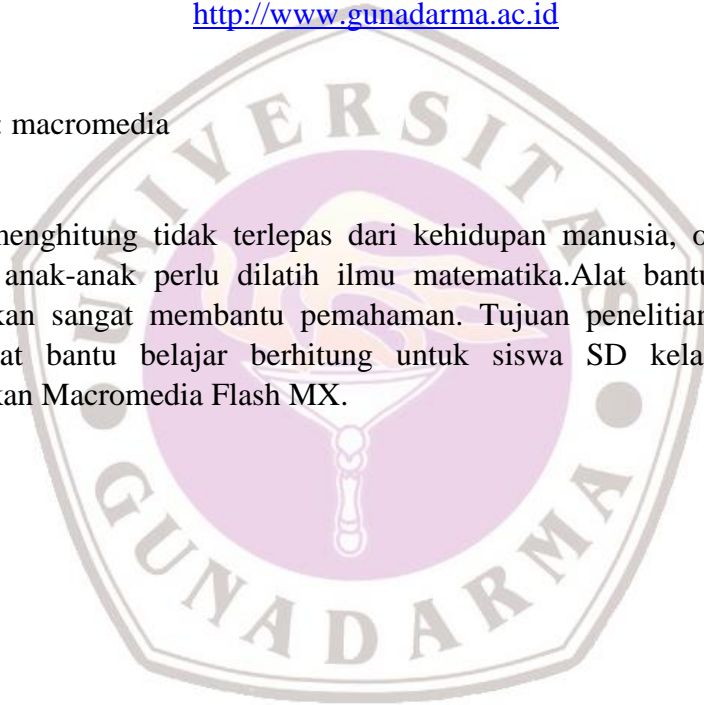 http://www.gunadarma.ac.id
: macromedia
UNIVERSITAS
menghitung tidak terlepas dari kehidupan manusia,
anak-anak perlu dilatih ilmu matematika.Alat bantu
kan sangat membantu pemahaman. Tujuan penelitian
at bantu belajar berhitung untuk siswa SD kela
kan Macromedia Flash MX.
GUNADARMA